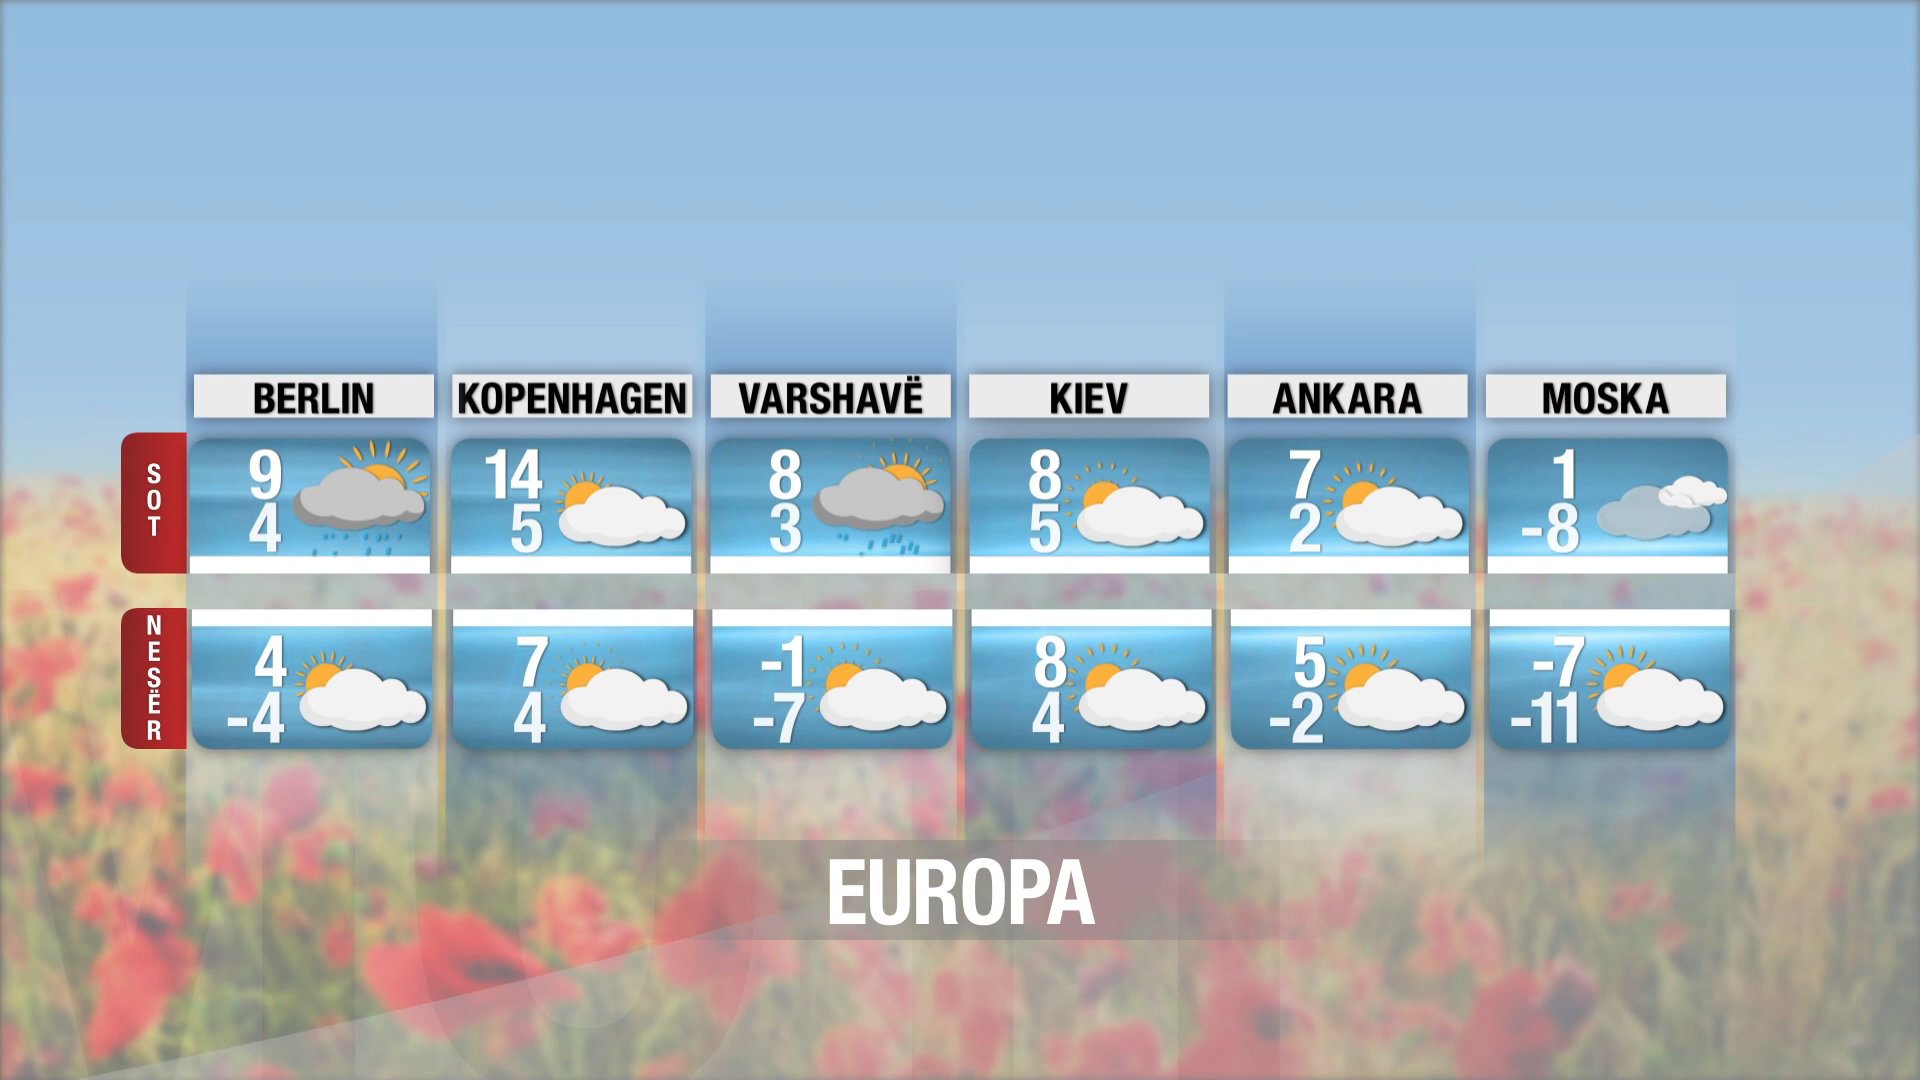 BERLIN KOPENHAGEN VARSHAVË KIEV ANKARA MOSKA
SOT
9 14 8 8 7 1
4 5 3 5 2 -8
NESËR
4 7 -1 8 5 -7
-4 4 -7 4 -2 -11
EUROPA